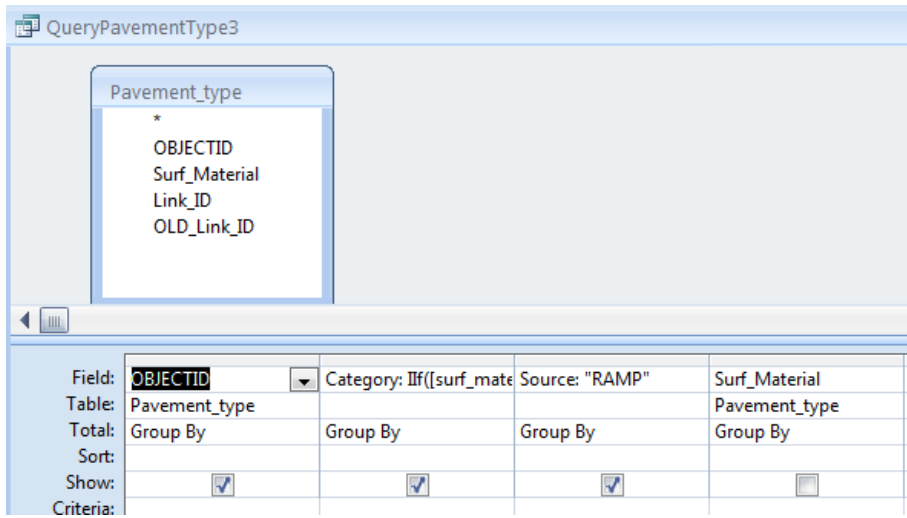 QueryPavementType3
Pavement_type
*
OBJECTID
Surf_Material
Link_ID
OLD_Link_ID
Field: OBJECTID Category: IIf([surf_mate Source: "RAMP" Surf_Material
Table: Pavement_type Pavement_type
Total: Group By Group By Group By Group By
Sort:
Show:
Criteria: